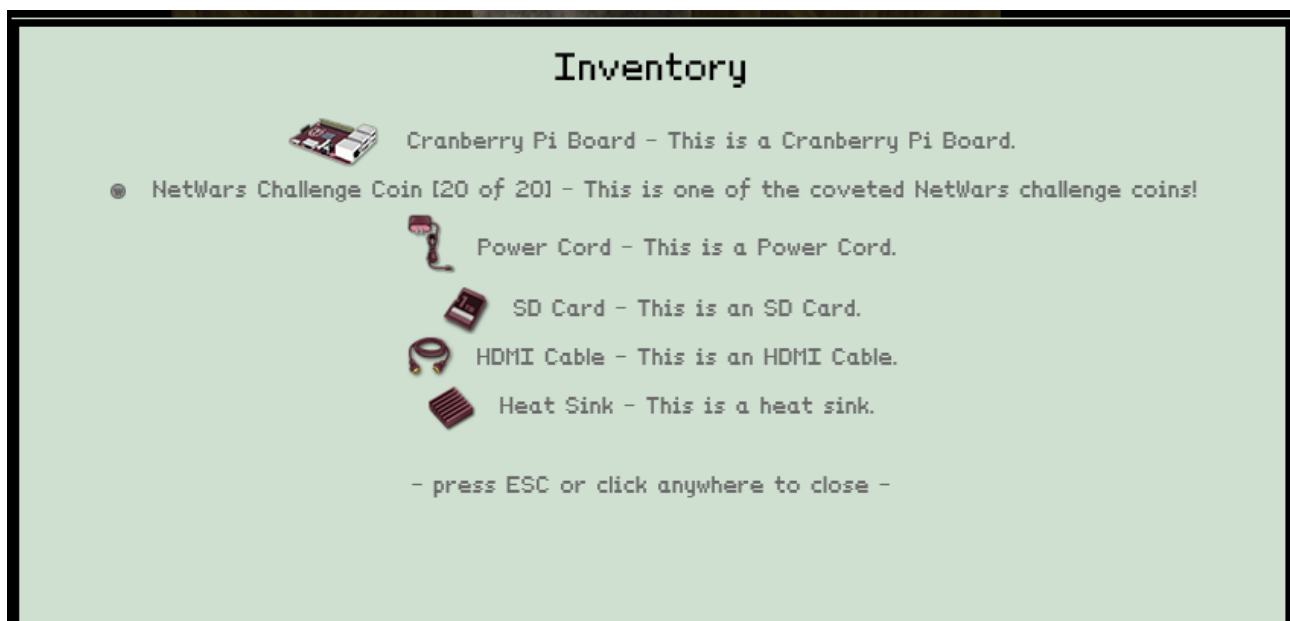 Inventory
Cranberry Pi Board - This is a Cranberry Pi Board.
NetWars Challenge Coin [20 of 20] - This is one of the coveted NetWars challenge coins!
Power Cord - This is a Power Cord.
SD Card - This is an SD Card.
HDMI Cable - This is an HDMI Cable.
Heat Sink - This is a heat sink.
- press ESC or click anywhere to close -